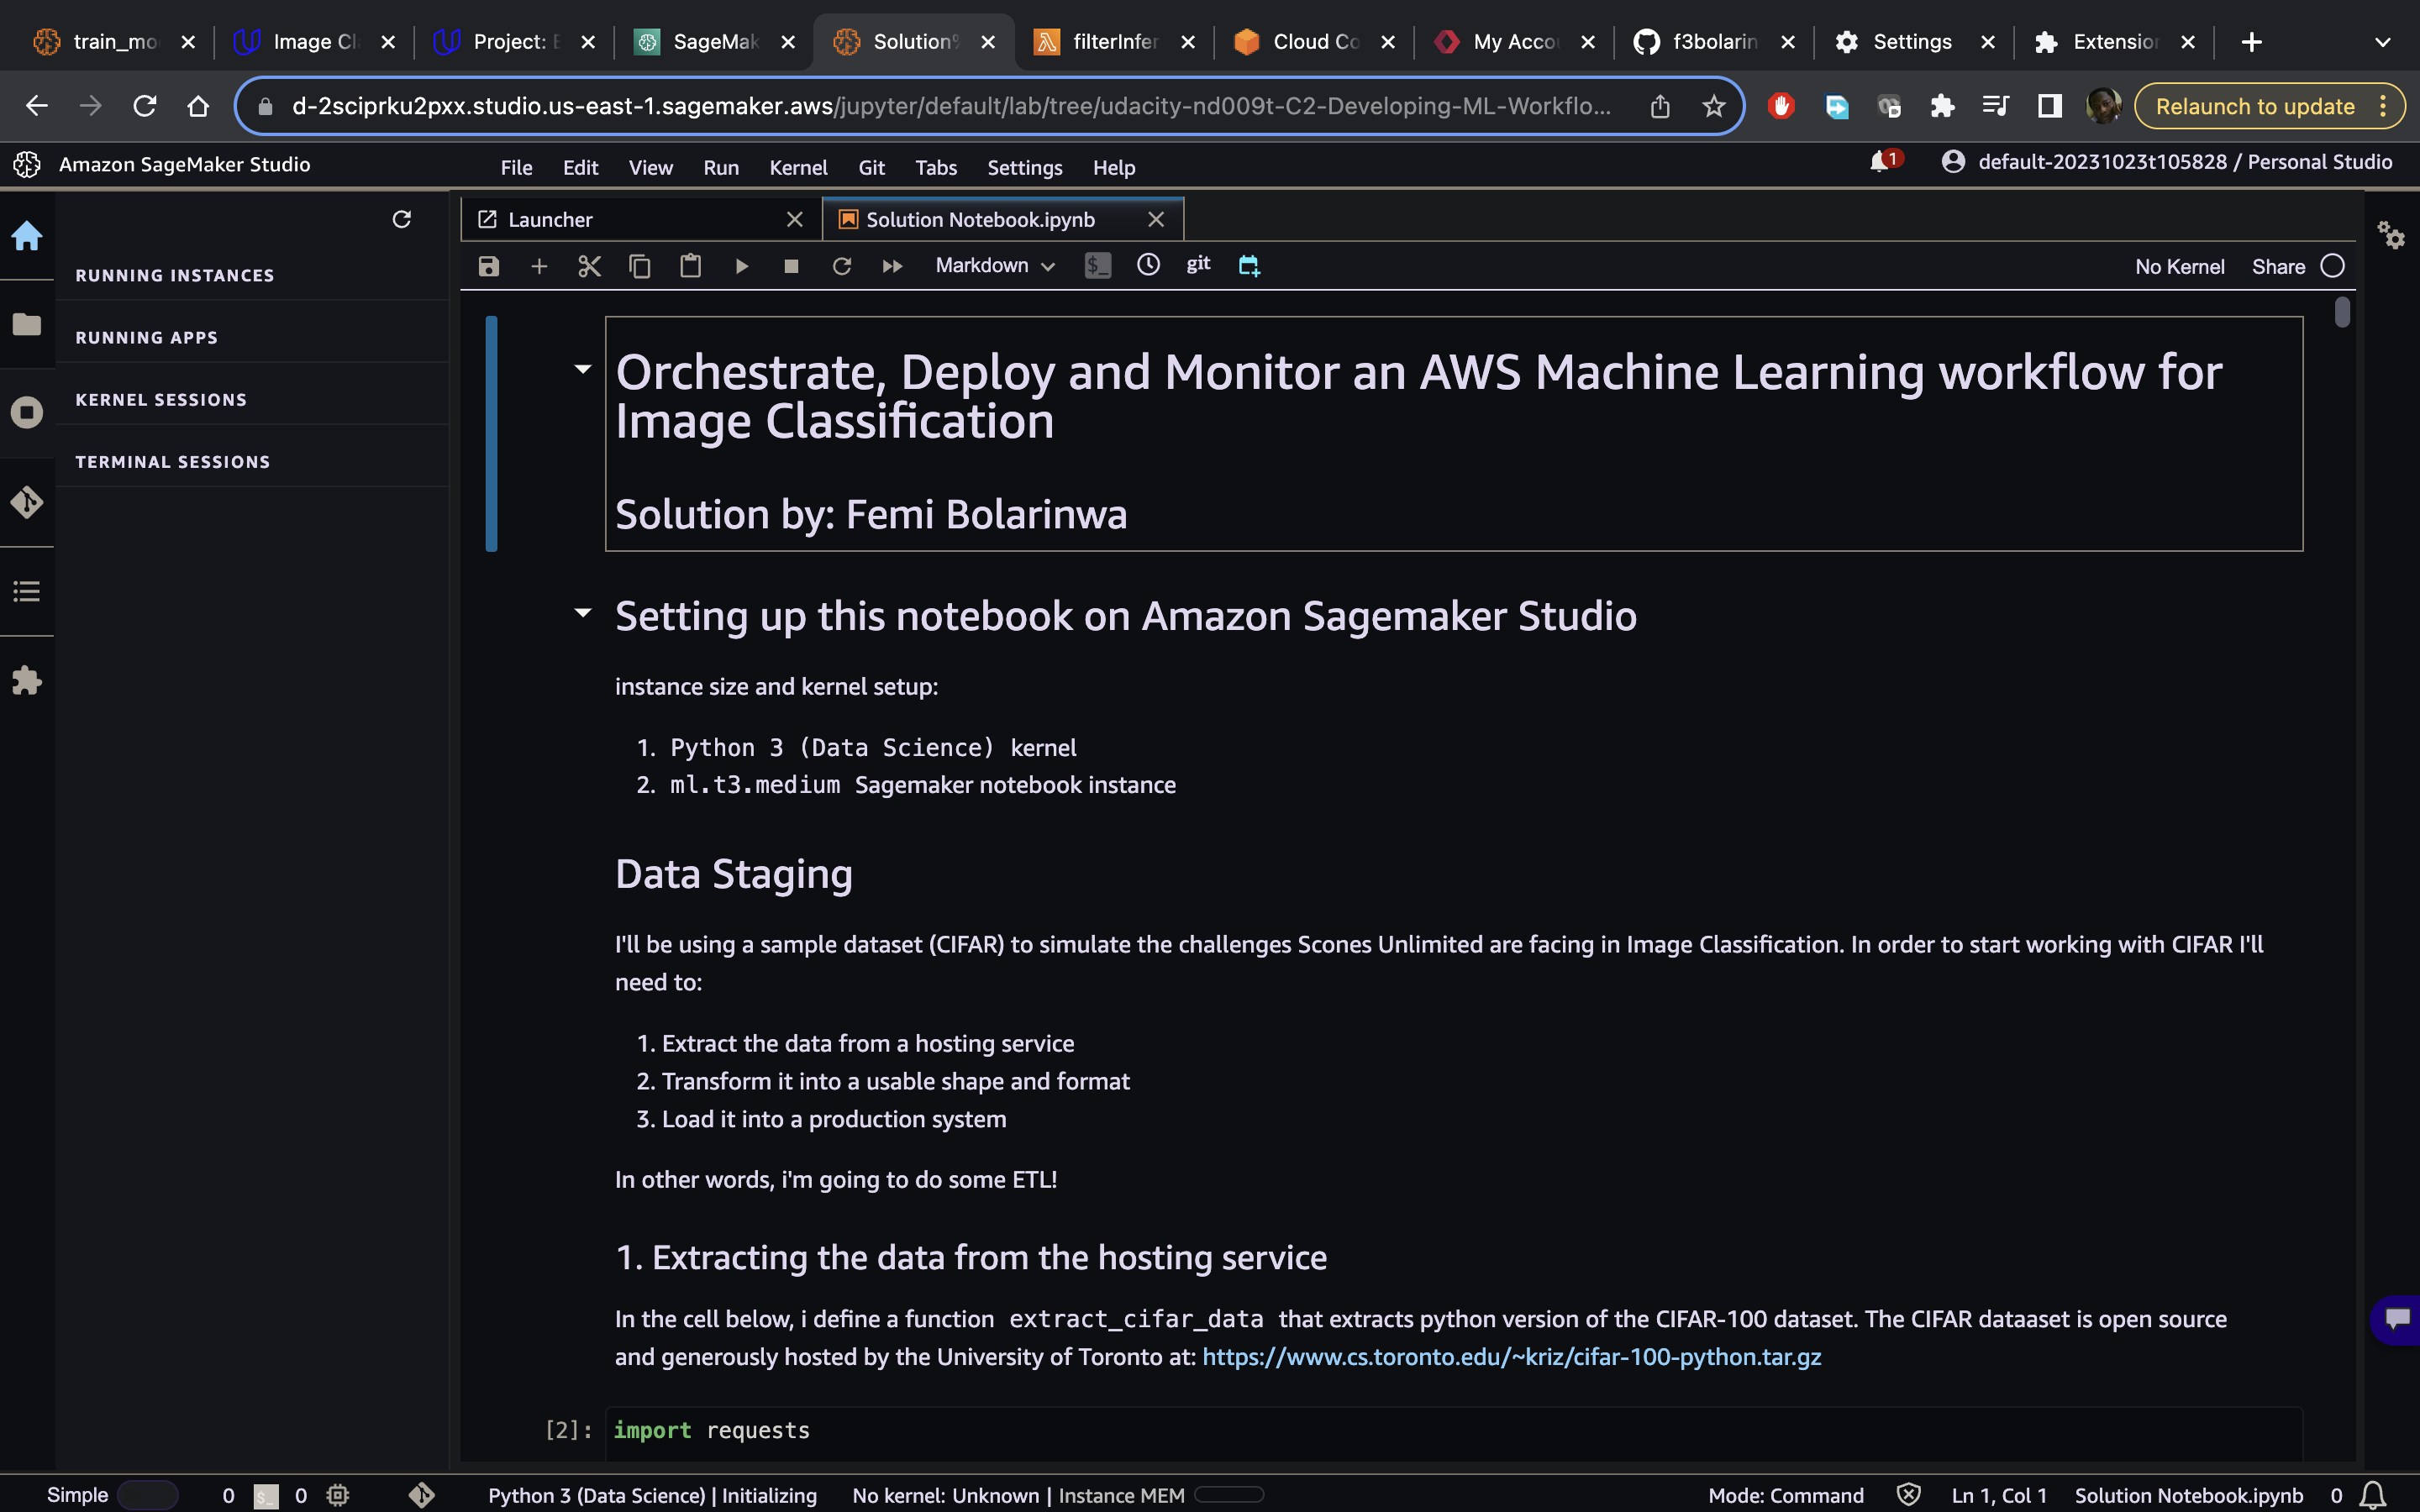 train_mo
Image Cl
Project: E
SageMak
Solution%
filterInfer
Cloud Co
My Accou
f3bolarin
Settings
Extension
d-2sciprku2pxx.studio.us-east-1.sagemaker.aws/jupyter/default/lab/tree/udacity-nd009t-C2-Developing-ML-Workflo...
Relaunch to update
Amazon SageMaker Studio
File Edit View Run Kernel Git Tabs Settings Help
1
default-20231023t105828 / Personal Studio
Launcher
Solution Notebook.ipynb
Markdown
git
No Kernel
Share
RUNNING INSTANCES
RUNNING APPS
KERNEL SESSIONS
TERMINAL SESSIONS
Orchestrate, Deploy and Monitor an AWS Machine Learning workflow for
Image Classification
Solution by: Femi Bolarinwa
Setting up this notebook on Amazon Sagemaker Studio
instance size and kernel setup:
1. Python 3 (Data Science) kernel
2. ml.t3.medium Sagemaker notebook instance
Data Staging
I'll be using a sample dataset (CIFAR) to simulate the challenges Scones Unlimited are facing in Image Classification. In order to start working with CIFAR I'll
need to:
1. Extract the data from a hosting service
2. Transform it into a usable shape and format
3. Load it into a production system
In other words, i'm going to do some ETL!
1. Extracting the data from the hosting service
In the cell below, i define a function extract_cifar_data that extracts python version of the CIFAR-100 dataset. The CIFAR dataaset is open source
and generously hosted by the University of Toronto at: https://www.cs.toronto.edu/~kriz/cifar-100-python.tar.gz
[2]: import requests
Simple 0 $_ 0 Python 3 (Data Science) | Initializing No kernel: Unknown | Instance MEM Mode: Command Ln 1, Col 1 Solution Notebook.ipynb 0